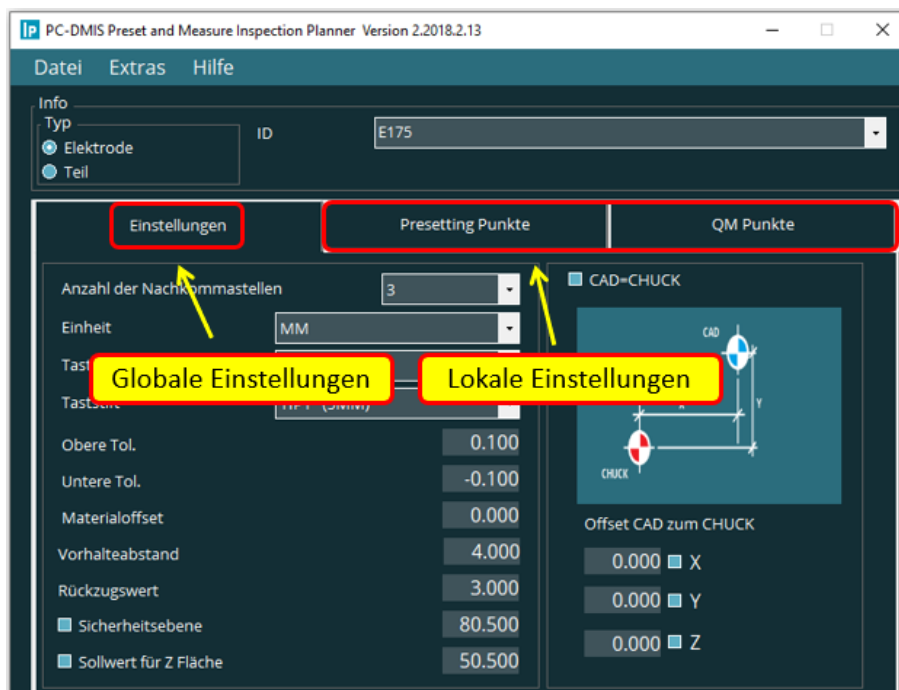 PC-DMIS Preset and Measure Inspection Planner Version 2.2018.2.13
Datei Extras Hilfe
Info
Typ
Elektrode
Teil
ID
E175
Einstellungen
Presetting Punkte
QM Punkte
Anzahl der Nachkommastellen 3
Einheit MM
Globale Einstellungen
Lokale Einstellungen
Obere Tol. 0.100
Untere Tol. -0.100
Materialoffset 0.000
Vorhalteabstand 4.000
Rückzugswert 3.000
Sicherheitsebene 80.500
Sollwert für Z Fläche 50.500
CAD=CHUCK
CAD
Y
CHUCK
Offset CAD zum CHUCK
0.000 X
0.000 Y
0.000 Z